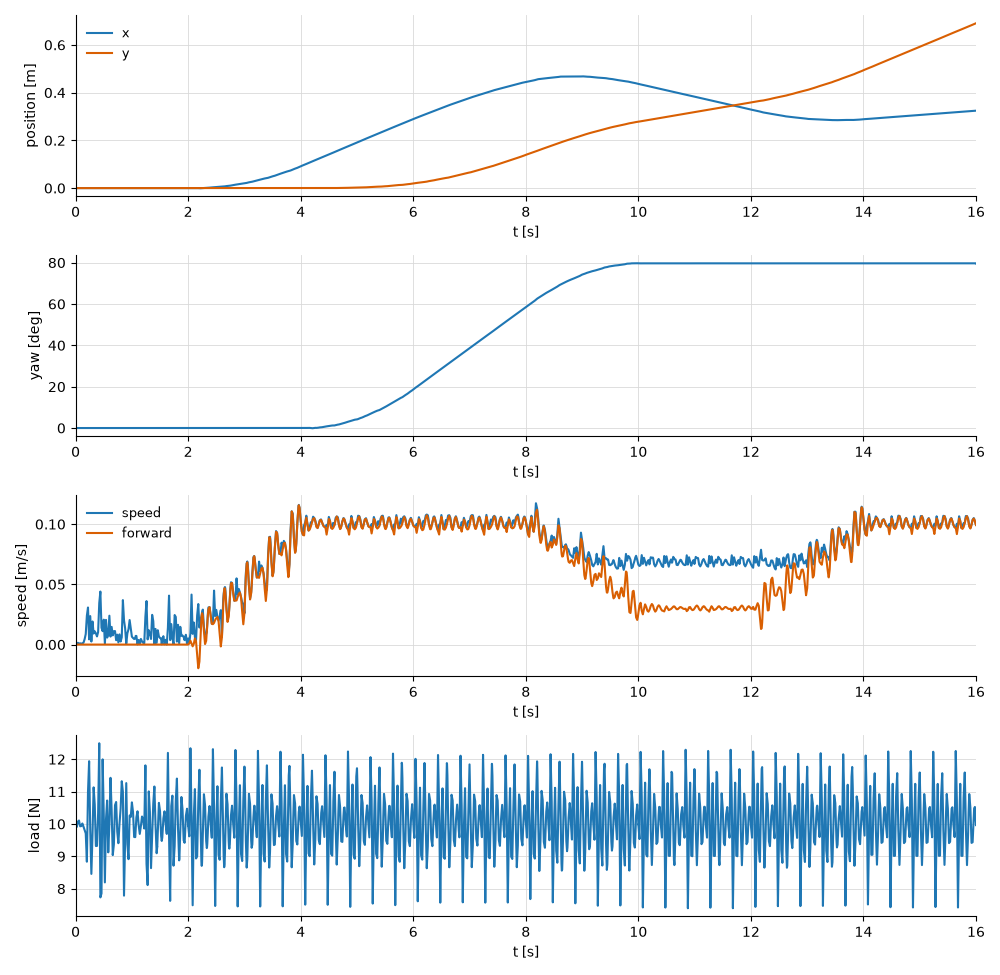 x
y
position [m]
0.6
0.4
0.2
0.0
0 2 4 6 8 10 12 14 16
t [s]
yaw [deg]
80
60
40
20
0
0 2 4 6 8 10 12 14 16
t [s]
speed
forward
speed [m/s]
0.10
0.05
0.00
0 2 4 6 8 10 12 14 16
t [s]
load [N]
12
11
10
9
8
0 2 4 6 8 10 12 14 16
t [s]